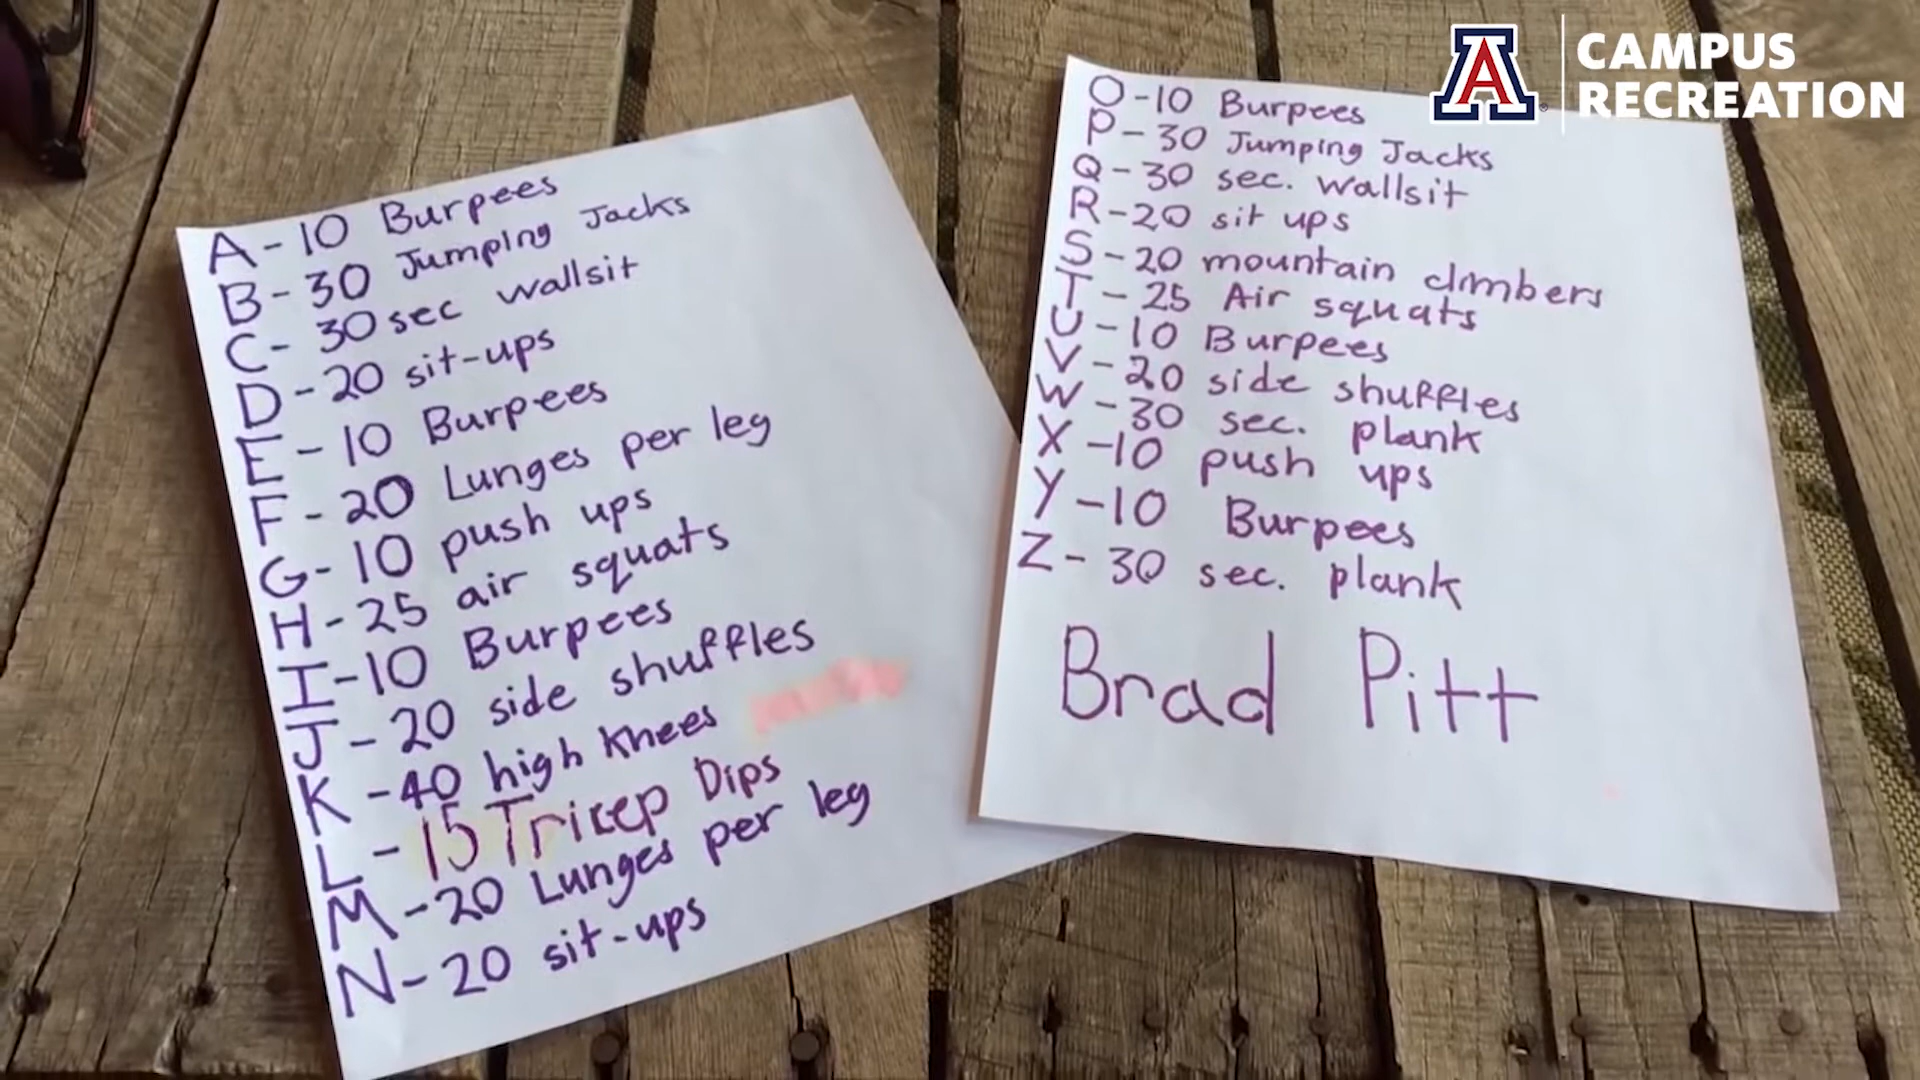 A - 10 Burpees
B - 30 Jumping Jacks
C - 30 sec wallsit
D - 20 sit-ups
E - 10 Burpees
F - 20 Lunges per leg
G - 10 push ups
H - 25 air squats
I - 10 Burpees
J - 20 side shuffles
K - 40 high knees
L - 15 Tricep Dips
M - 20 Lunges per leg
N - 20 sit-ups
O - 10 Burpees
P - 30 Jumping Jacks
Q - 30 sec. wallsit
R - 20 sit ups
S - 20 mountain climbers
T - 25 Air squats
U - 10 Burpees
V - 20 side shuffles
W - 30 sec. plank
X - 10 push ups
Y - 10 Burpees
Z - 30 sec. plank
Brad Pitt
A
CAMPUS
RECREATION